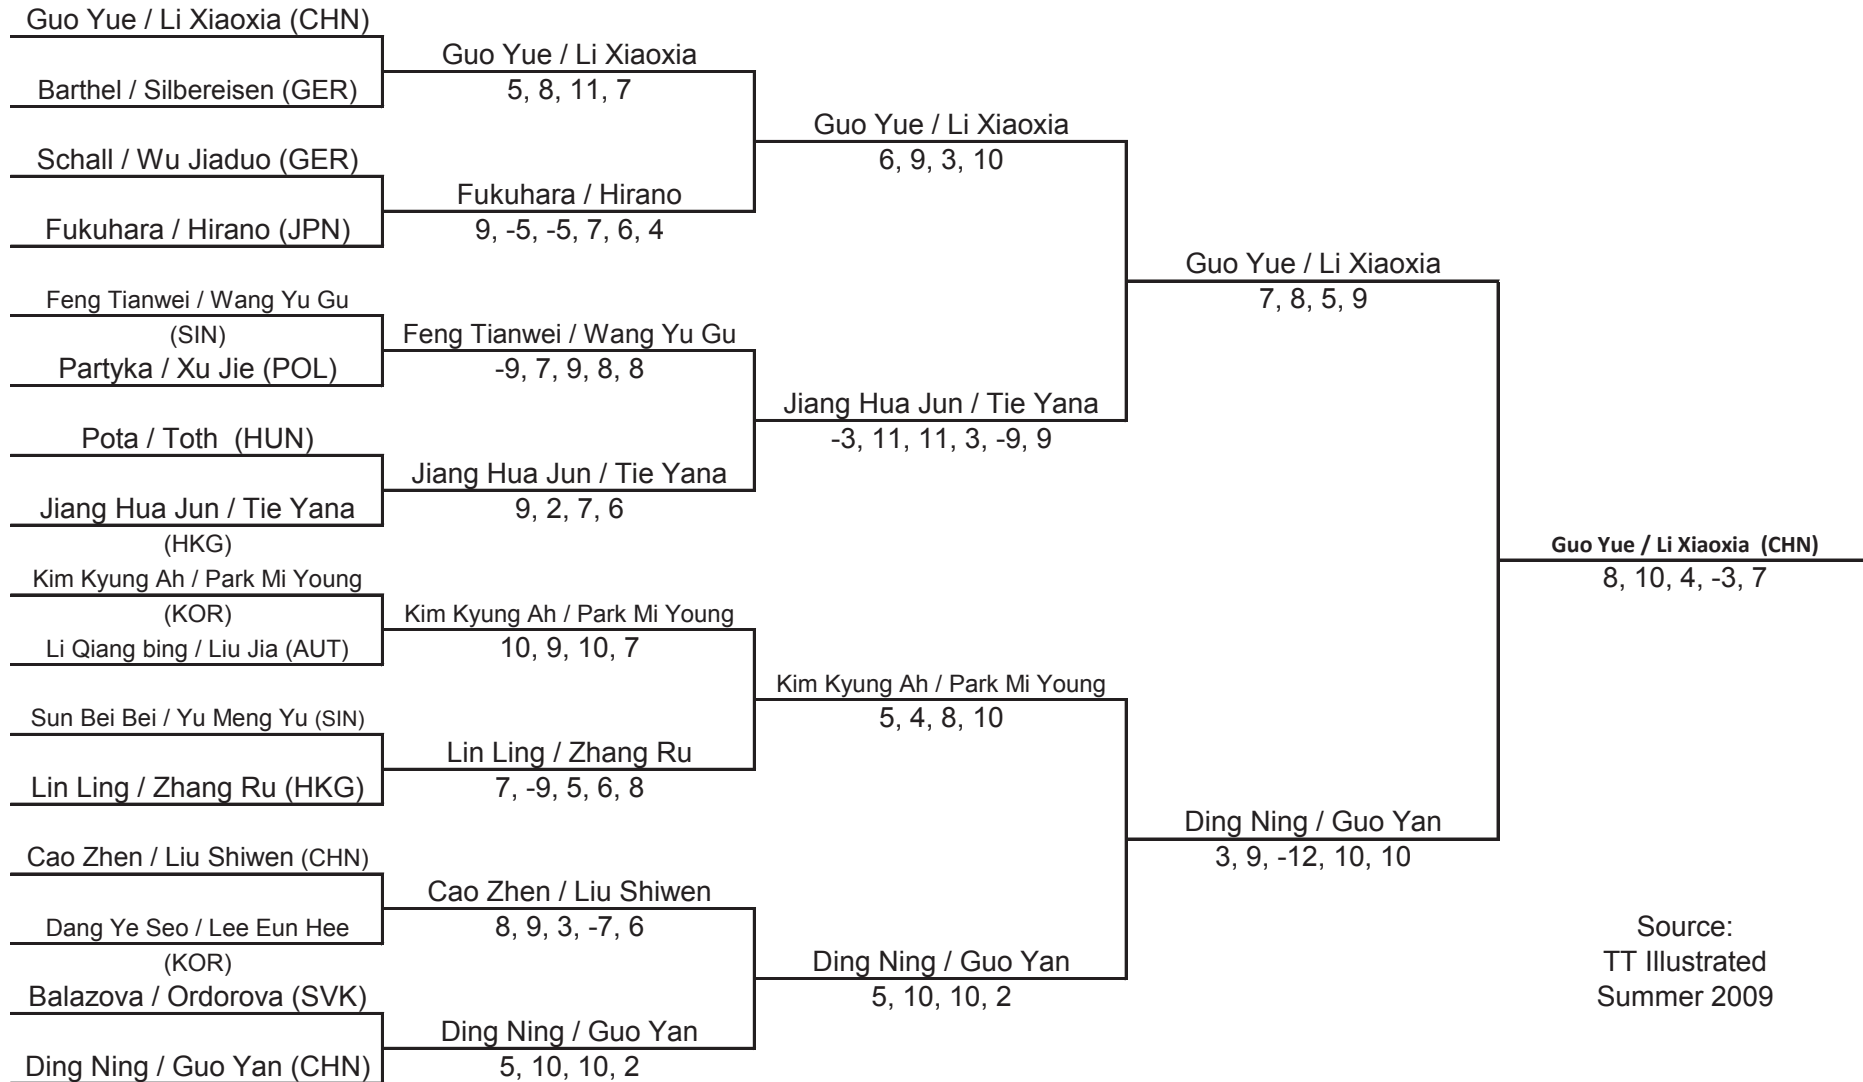 Guo Yue / Li Xiaoxia (CHN)
Barthel / Silbereisen (GER)
Schall / Wu Jiaduo (GER)
Fukuhara / Hirano (JPN)
Feng Tianwei / Wang Yu Gu
(SIN)
Partyka / Xu Jie (POL)
Pota / Toth (HUN)
Jiang Hua Jun / Tie Yana
(HKG)
Kim Kyung Ah / Park Mi Young
(KOR)
Li Qiang bing / Liu Jia (AUT)
Sun Bei Bei / Yu Meng Yu (SIN)
Lin Ling / Zhang Ru (HKG)
Cao Zhen / Liu Shiwen (CHN)
Dang Ye Seo / Lee Eun Hee
(KOR)
Balazova / Ordorova (SVK)
Ding Ning / Guo Yan (CHN)
Guo Yue / Li Xiaoxia
5, 8, 11, 7
Fukuhara / Hirano
9, -5, -5, 7, 6, 4
Feng Tianwei / Wang Yu Gu
-9, 7, 9, 8, 8
Jiang Hua Jun / Tie Yana
9, 2, 7, 6
Kim Kyung Ah / Park Mi Young
10, 9, 10, 7
Lin Ling / Zhang Ru
7, -9, 5, 6, 8
Cao Zhen / Liu Shiwen
8, 9, 3, -7, 6
Ding Ning / Guo Yan
5, 10, 10, 2
Guo Yue / Li Xiaoxia
6, 9, 3, 10
Jiang Hua Jun / Tie Yana
-3, 11, 11, 3, -9, 9
Kim Kyung Ah / Park Mi Young
5, 4, 8, 10
Ding Ning / Guo Yan
5, 10, 10, 2
Guo Yue / Li Xiaoxia
7, 8, 5, 9
Ding Ning / Guo Yan
3, 9, -12, 10, 10
Guo Yue / Li Xiaoxia (CHN)
8, 10, 4, -3, 7
Source:
TT Illustrated
Summer 2009